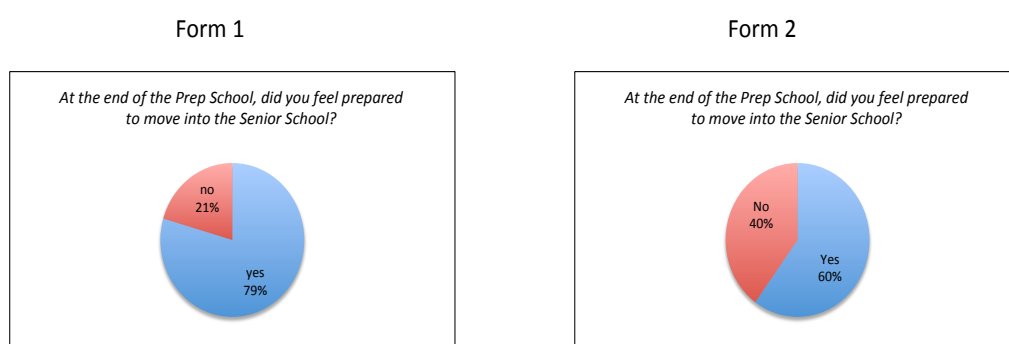 Form 1
At the end of the Prep School, did you feel prepared
to move into the Senior School?
no
21%
yes
79%
Form 2
At the end of the Prep School, did you feel prepared
to move into the Senior School?
No
40%
Yes
60%